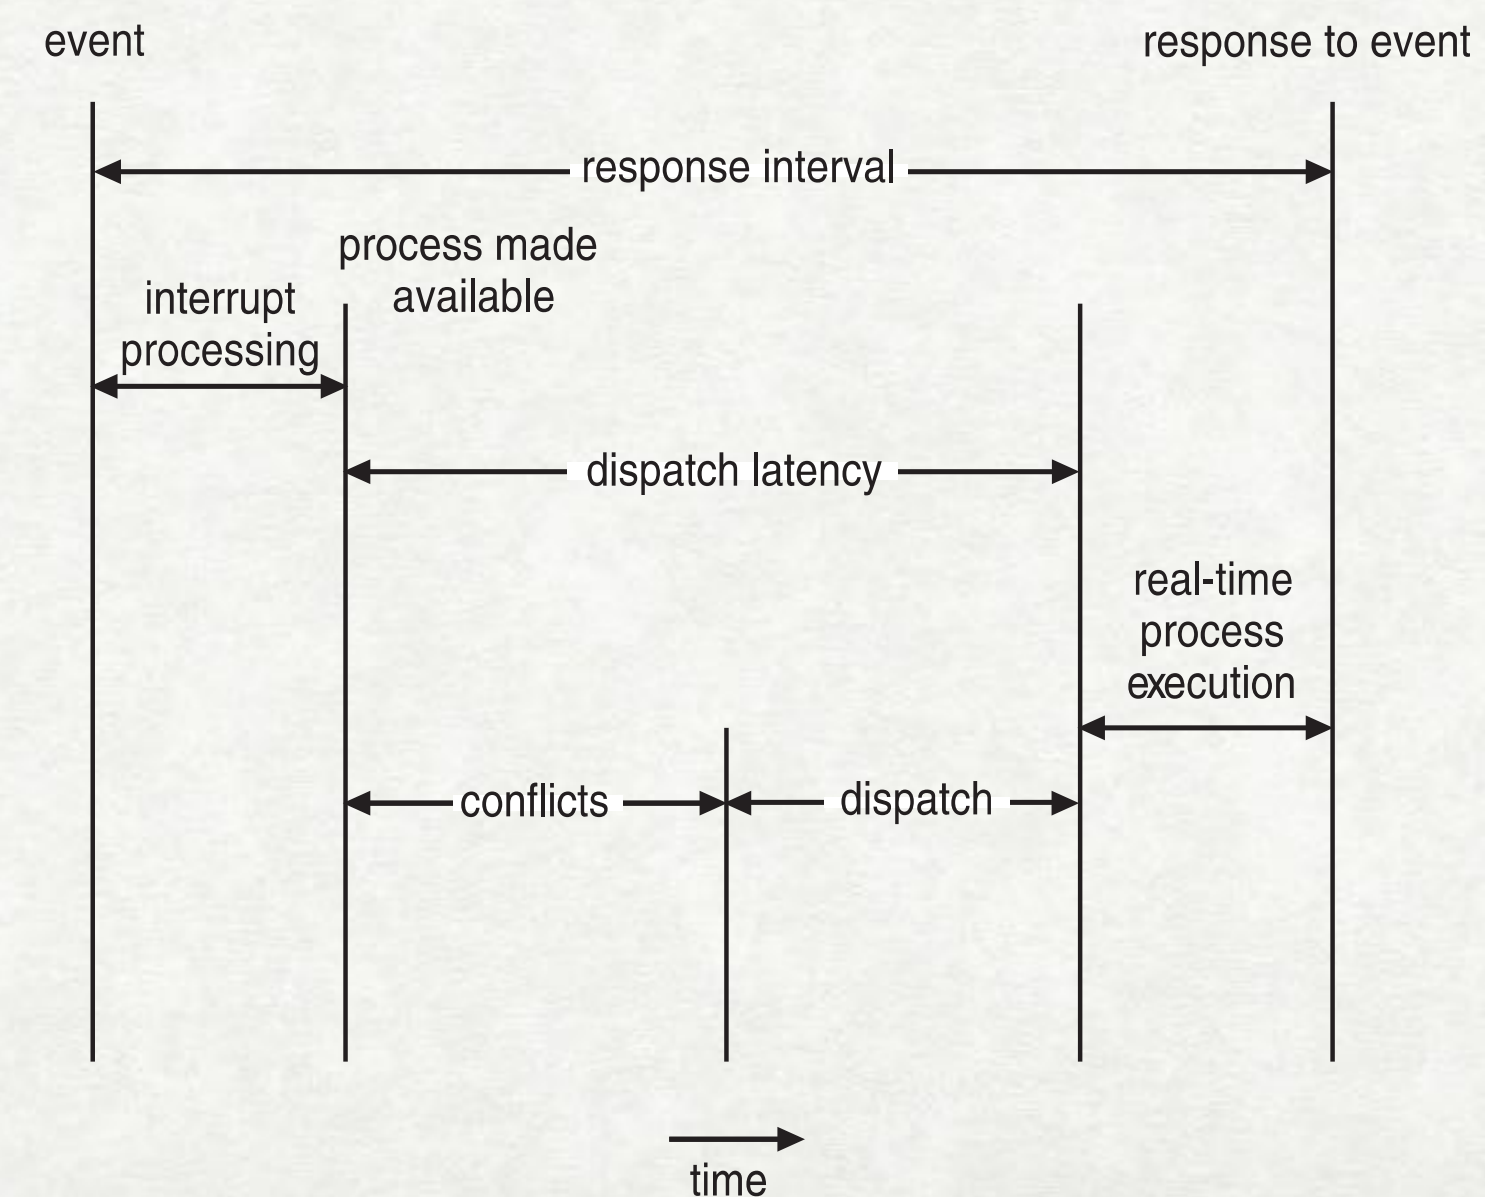 event
response to event
response interval
process made
available
interrupt
processing
dispatch latency
real-time
process
execution
conflicts
dispatch
time